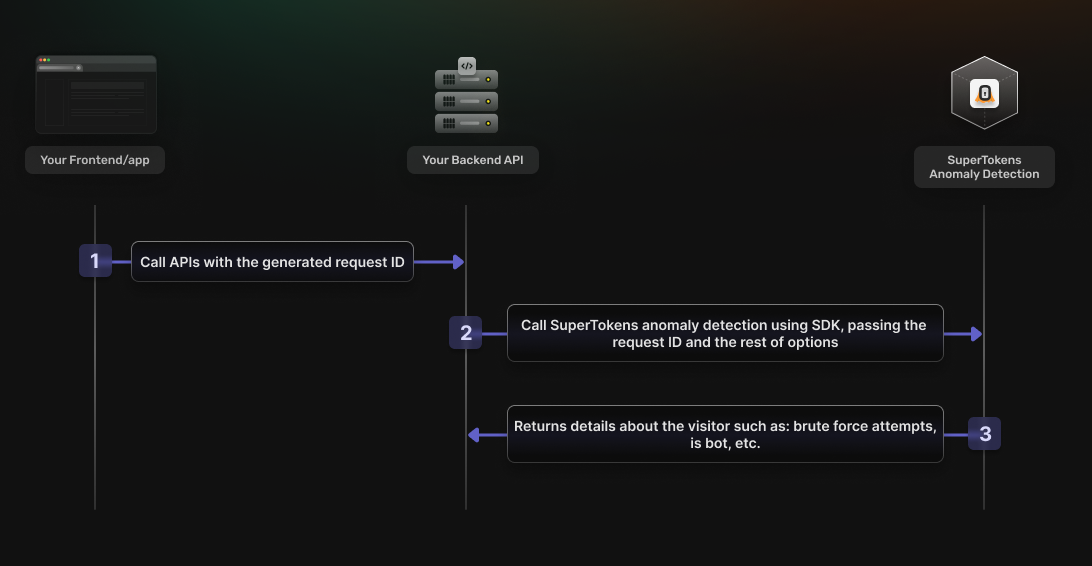 </>
Your Frontend/app
Your Backend API
SuperTokens
Anomaly Detection
1
Call APIs with the generated request ID
2
Call SuperTokens anomaly detection using SDK, passing the
request ID and the rest of options
Returns details about the visitor such as: brute force attempts,
is bot, etc.
3